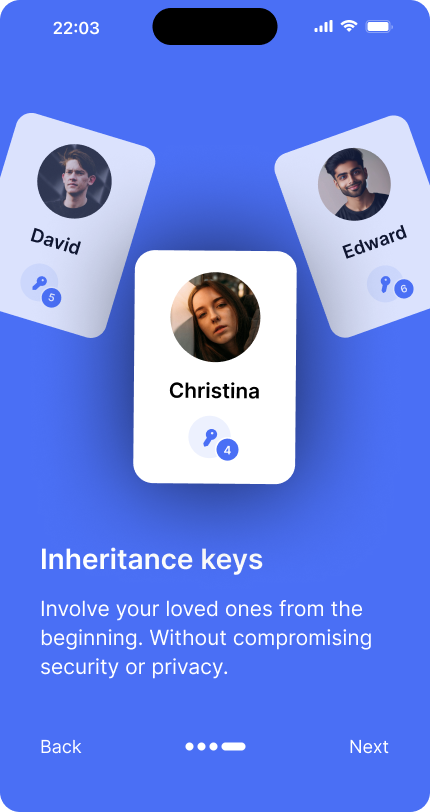 22:03
David
5
Edward
6
Christina
4
Inheritance keys
Involve your loved ones from the
beginning. Without compromising
security or privacy.
Back
Next